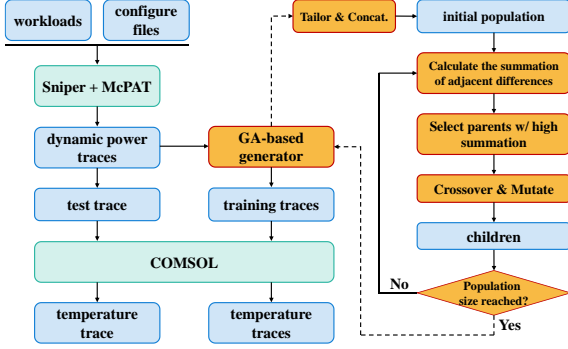 workloads
configure
files
Sniper + McPAT
dynamic power
traces
test trace
COMSOL
temperature
trace
GA-based
generator
training traces
temperature
traces
Tailor & Concat.
initial population
Calculate the summation
of adjacent differences
Select parents w/ high
summation
Crossover & Mutate
children
Population
size reached?
No
Yes